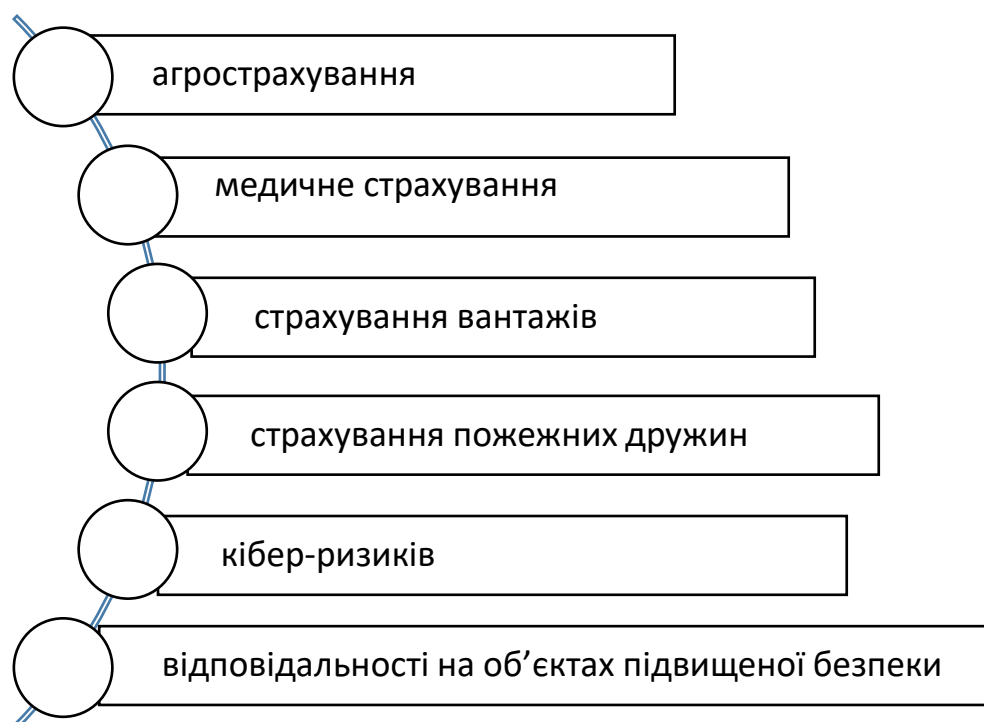 агрострахування
медичне страхування
страхування вантажів
страхування пожежних дружин
кібер-ризиків
відповідальності на об’єктах підвищеної безпеки